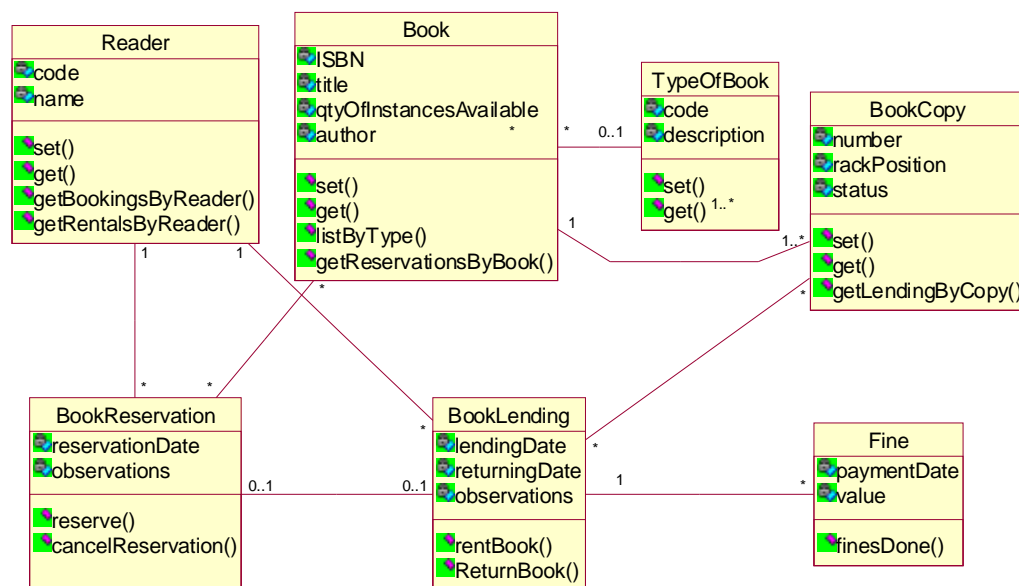 Reader
code
name
set()
get()
getBookingsByReader()
getRentalsByReader()
1
1
Book
ISBN
title
qtyOfInstancesAvailable
author
*
set()
get()
listByType()
getReservationsByBook()
*
*
0..1
1
1..*
TypeOfBook
code
description
set()
get()
1..*
BookCopy
number
rackPosition
status
set()
get()
getLendingByCopy()
*
*
*
BookReservation
reservationDate
observations
reserve()
cancelReservation()
0..1
0..1
*
BookLending
lendingDate
returningDate
observations
rentBook()
ReturnBook()
*
1
*
Fine
paymentDate
value
finesDone()